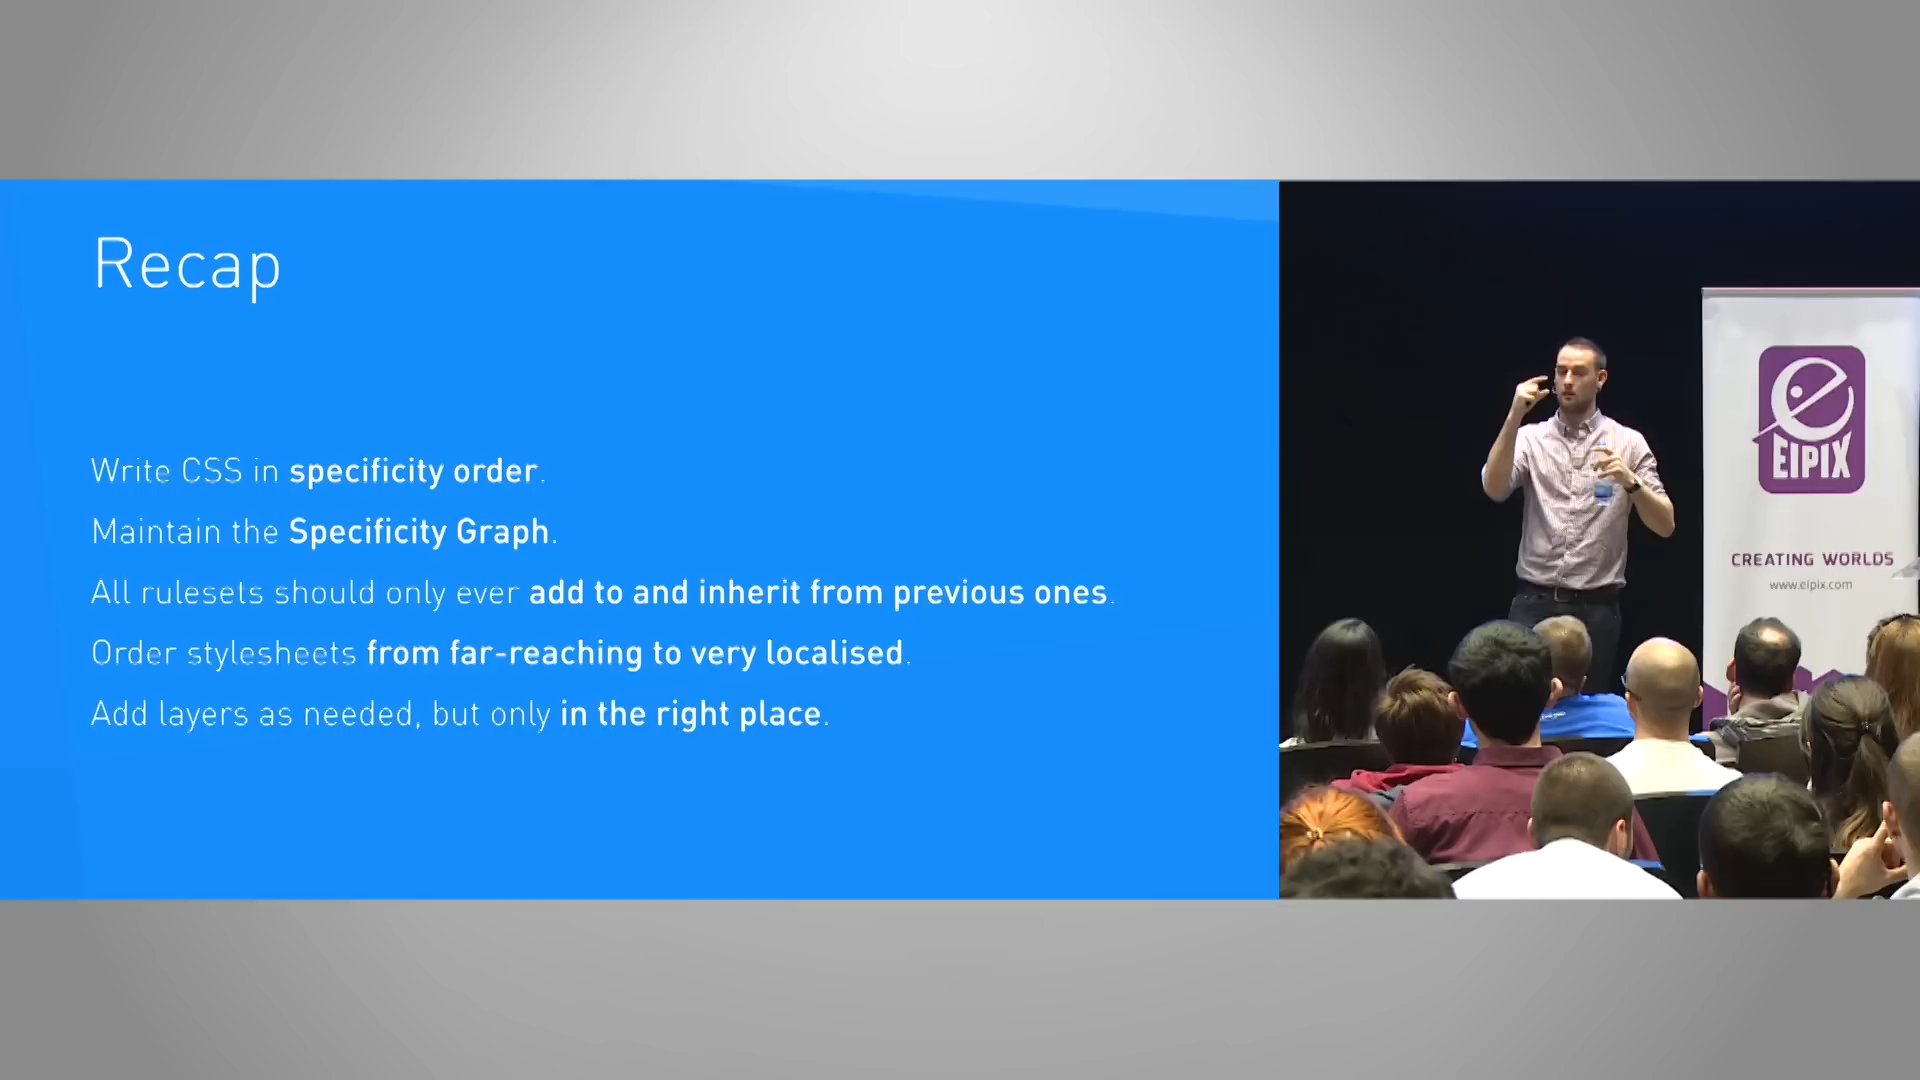 Recap
Write CSS in specificity order.
Maintain the Specificity Graph.
All rulesets should only ever add to and inherit from previous ones.
Order stylesheets from far-reaching to very localised.
Add layers as needed, but only in the right place.
e
EIPIX
CREATING WORLDS
www.eipix.com